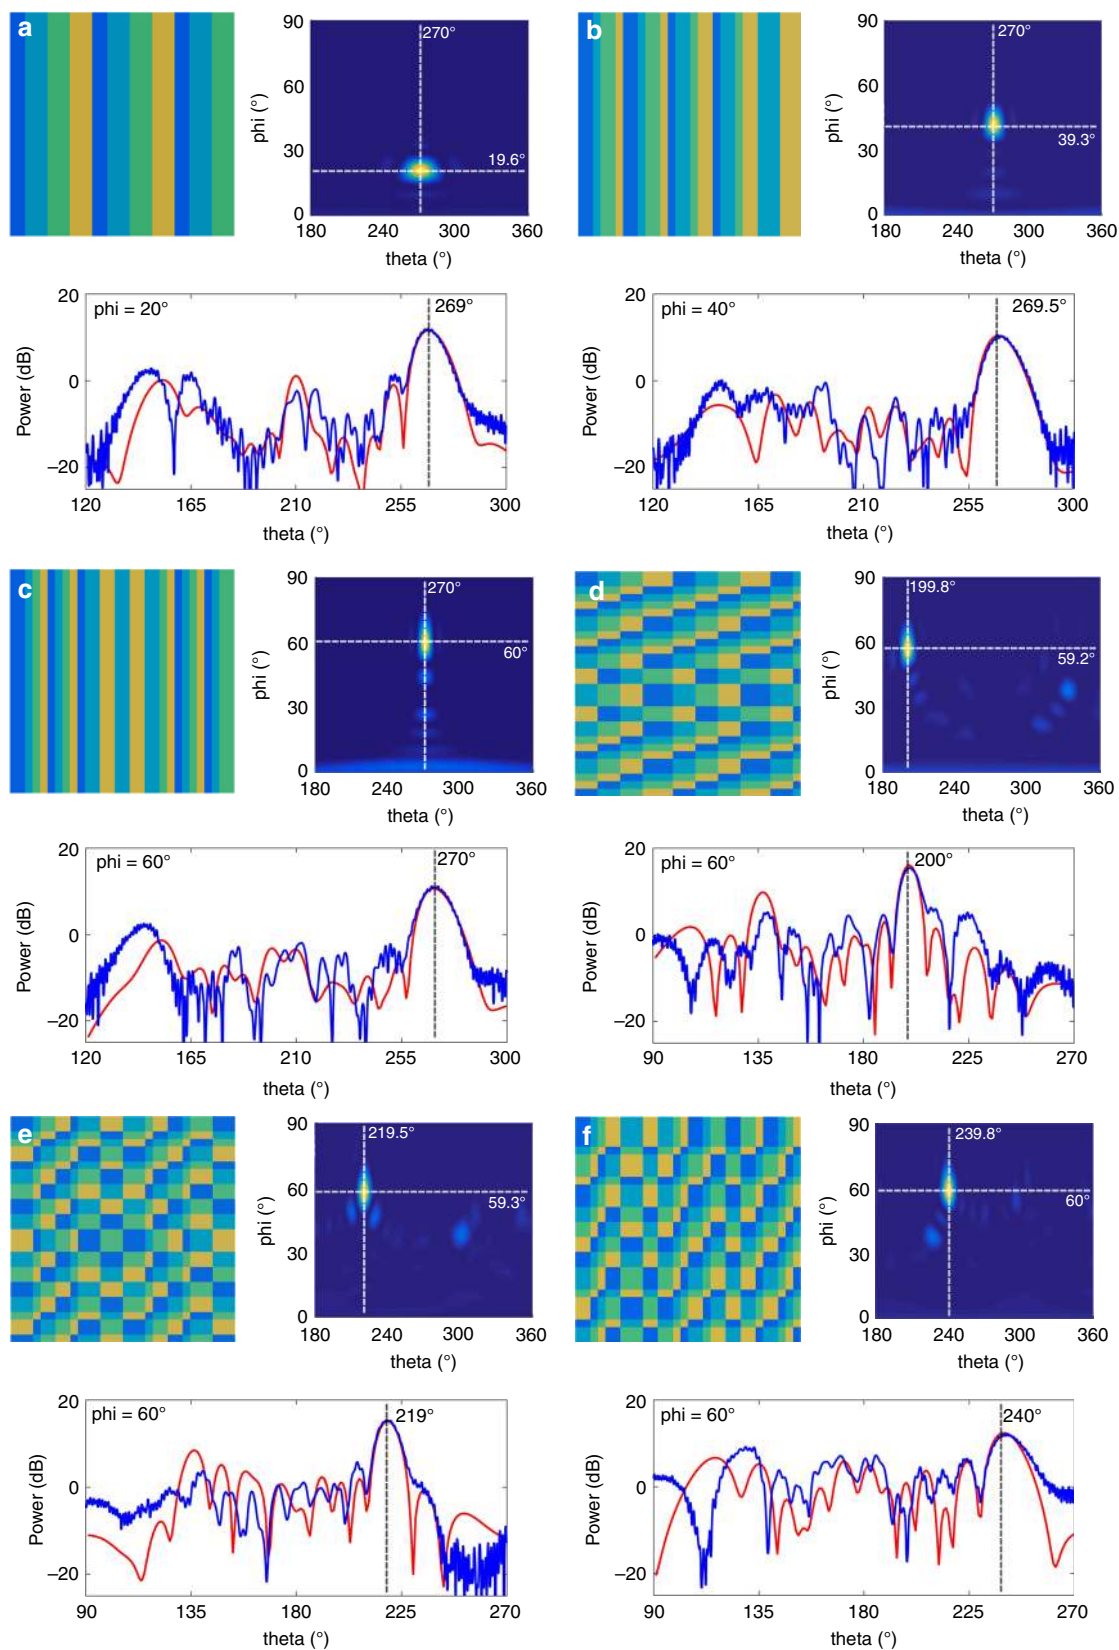 a
90
60
30
0
phi (°)
270°
19.6°
180 240 300 360
theta (°)
b
90
60
30
0
phi (°)
270°
39.3°
180 240 300 360
theta (°)
20
0
−20
Power (dB)
phi = 20°
269°
120 165 210 255 300
theta (°)
20
0
−20
Power (dB)
phi = 40°
269.5°
120 165 210 255 300
theta (°)
c
90
60
30
0
phi (°)
270°
60°
180 240 300 360
theta (°)
d
90
60
30
0
phi (°)
199.8°
59.2°
180 240 300 360
theta (°)
20
0
−20
Power (dB)
phi = 60°
270°
120 165 210 255 300
theta (°)
20
0
−20
Power (dB)
phi = 60°
200°
90 135 180 225 270
theta (°)
e
90
60
30
0
phi (°)
219.5°
59.3°
180 240 300 360
theta (°)
f
90
60
30
0
phi (°)
239.8°
60°
180 240 300 360
theta (°)
20
0
−20
Power (dB)
phi = 60°
219°
90 135 180 225 270
theta (°)
20
0
−20
Power (dB)
phi = 60°
240°
90 135 180 225 270
theta (°)